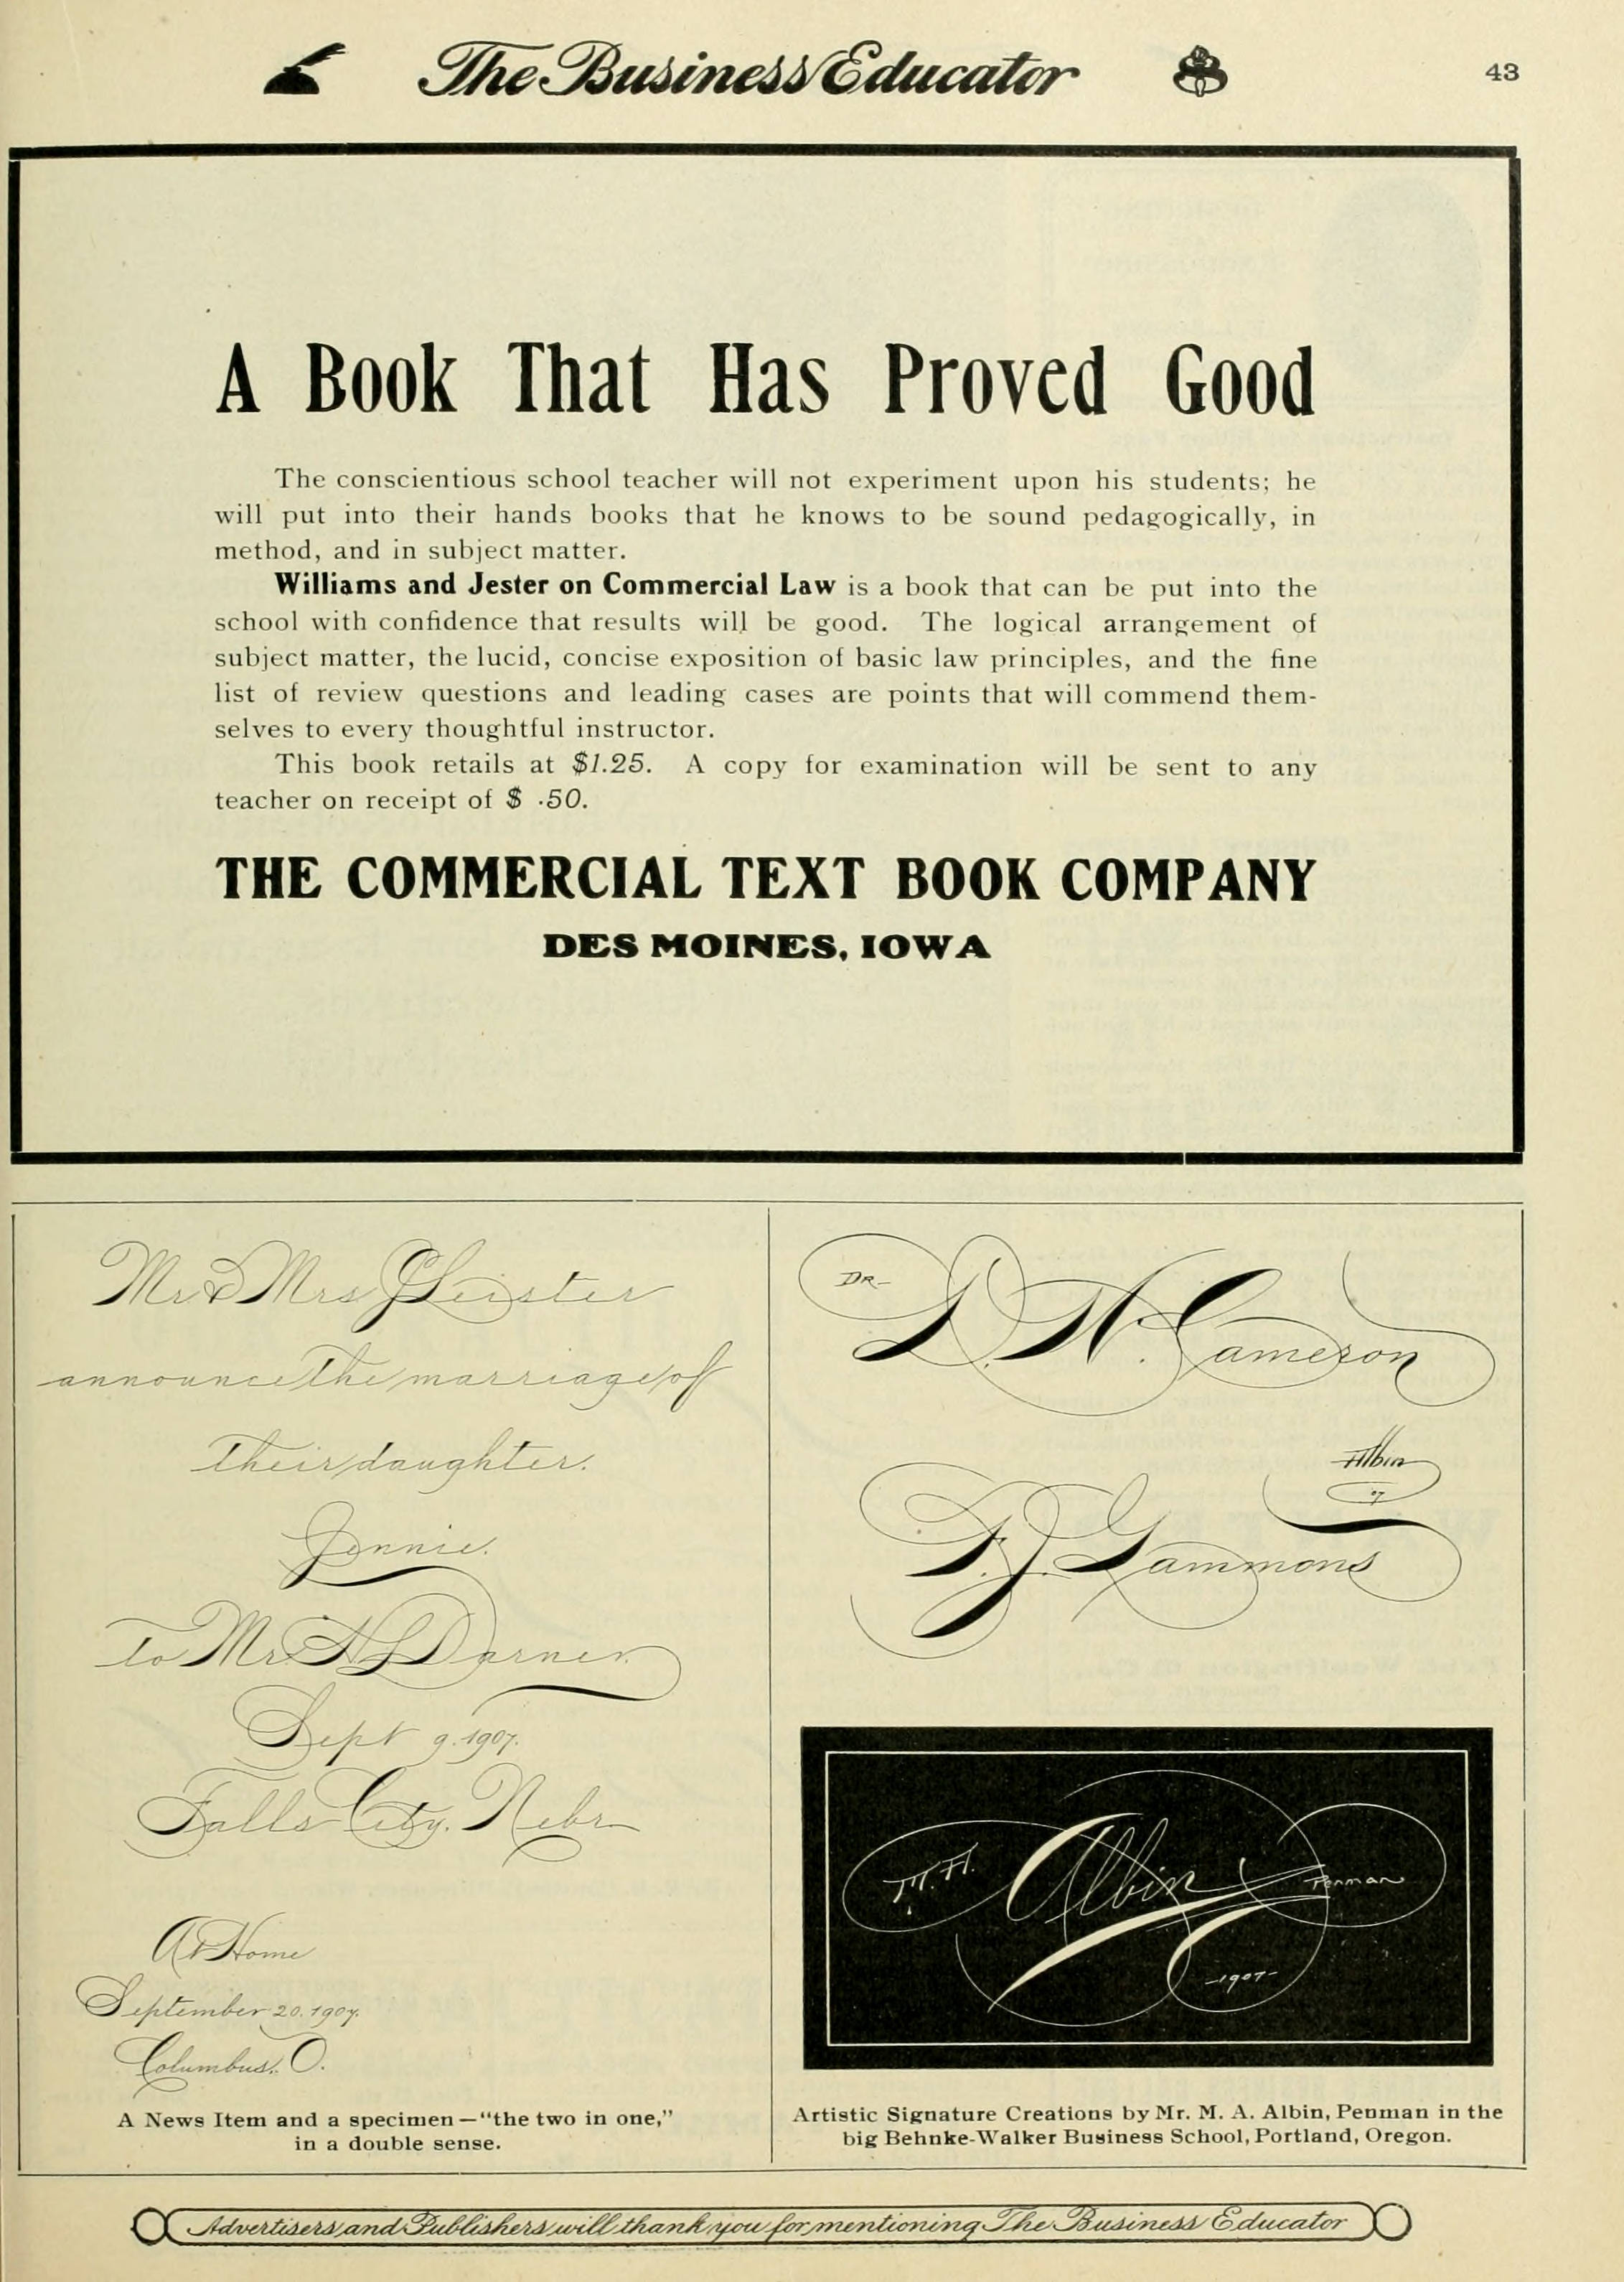 The Business Educator
43
A Book That Has Proved Good
The conscientious school teacher will not experiment upon his students; he
will put into their hands books that he knows to be sound pedagogically, in
method, and in subject matter.
Williams and Jester on Commercial Law is a book that can be put into the
school with confidence that results will be good. The logical arrangement of
subject matter, the lucid, concise exposition of basic law principles, and the fine
list of review questions and leading cases are points that will commend them-
selves to every thoughtful instructor.
This book retails at $1.25. A copy for examination will be sent to any
teacher on receipt of $ .50.
THE COMMERCIAL TEXT BOOK COMPANY
DES MOINES, IOWA
Mr & Mrs Leister
announce the marriage of
their daughter.
Jennie.
to Mr. Darner.
Sept 9. 1907.
Falls City. Nebr
At Home
September 20. 1907.
Columbus. O.
A News Item and a specimen—"the two in one,"
in a double sense.
Dr-
D. W. Cameron
Albin
07
F. J. Gammons
M. A. Albin
Penman
-1907-
Artistic Signature Creations by Mr. M. A. Albin, Penman in the
big Behnke-Walker Business School, Portland, Oregon.
Advertisers and Publishers will thank you for mentioning The Business Educator